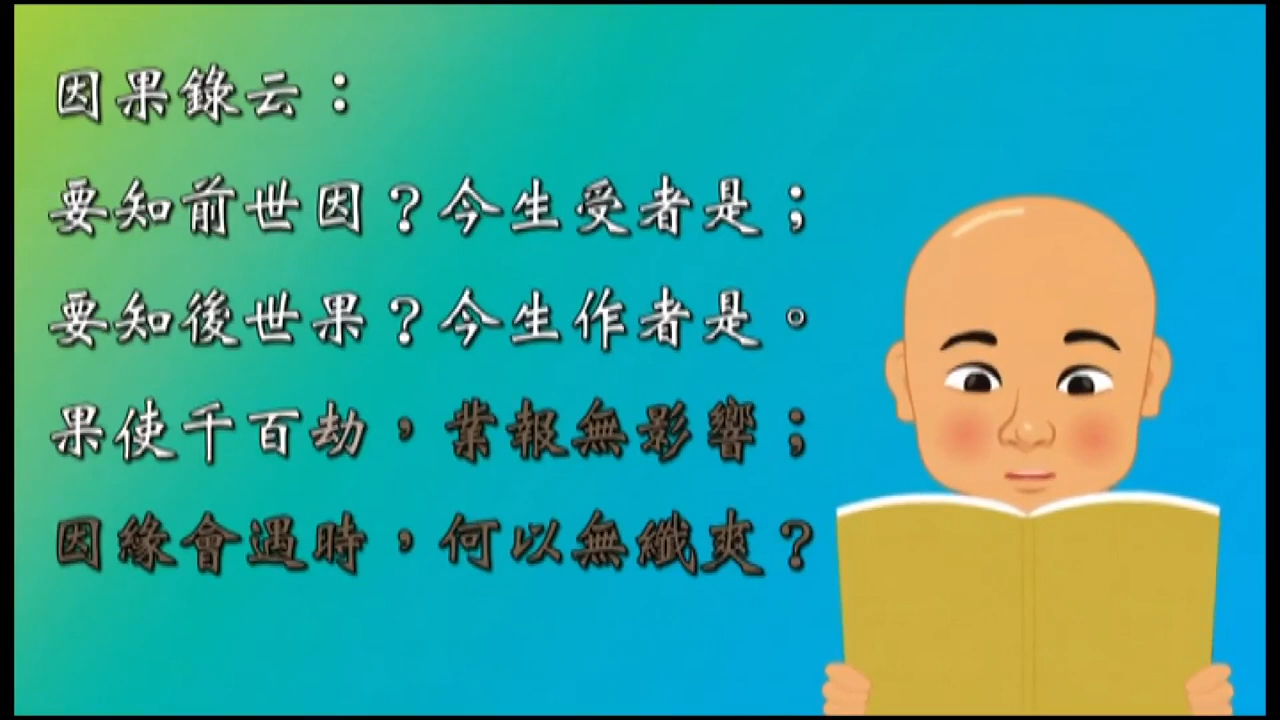 因果錄云：
要知前世因？今生受者是；
要知後世果？今生作者是。
果使千百劫，業報無影響；
因緣會遇時，何以無纖爽？